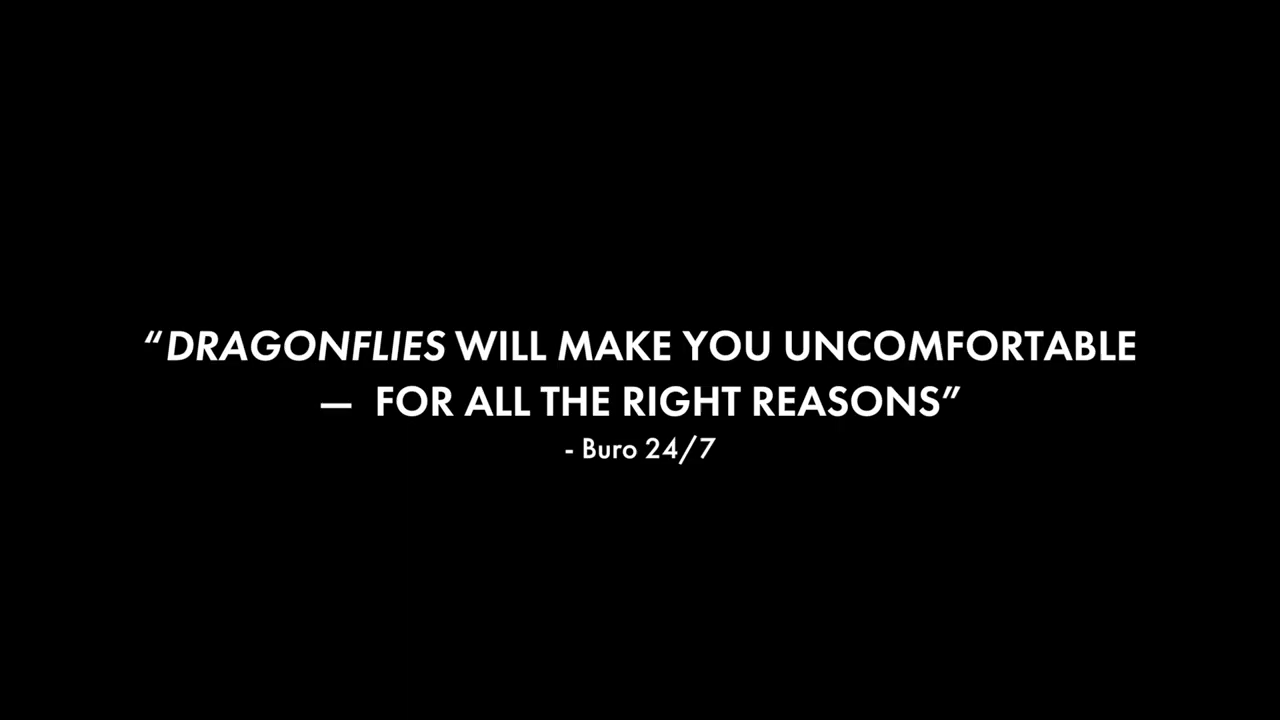 “DRAGONFLIES WILL MAKE YOU UNCOMFORTABLE
— FOR ALL THE RIGHT REASONS”
- Buro 24/7